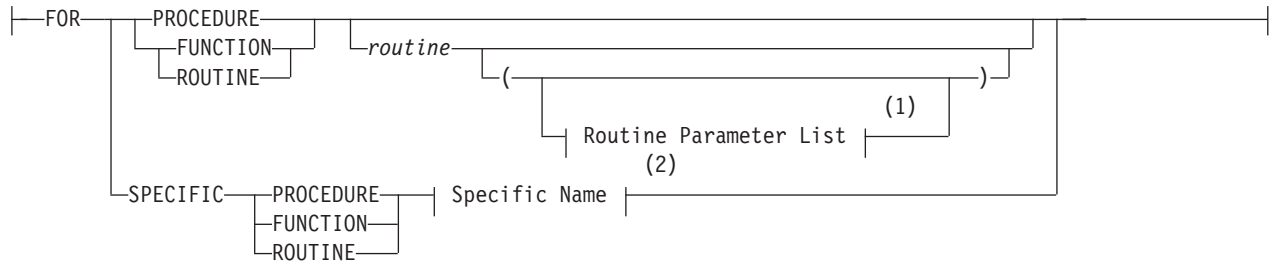 FOR PROCEDURE
FUNCTION routine
ROUTINE ( )
(1)
Routine Parameter List
(2)
SPECIFIC PROCEDURE Specific Name
FUNCTION
ROUTINE